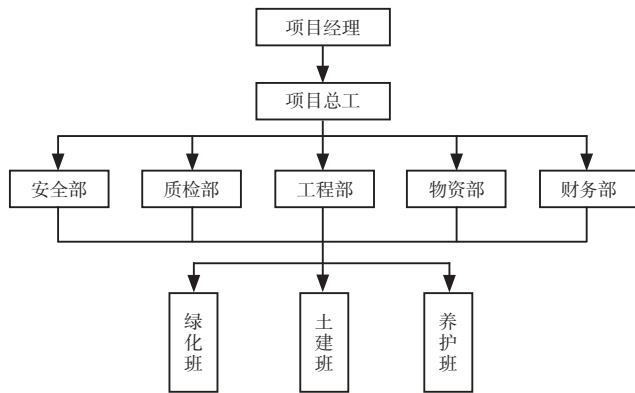 项目经理
项目总工
安全部 质检部 工程部 物资部 财务部
绿化班 土建班 养护班